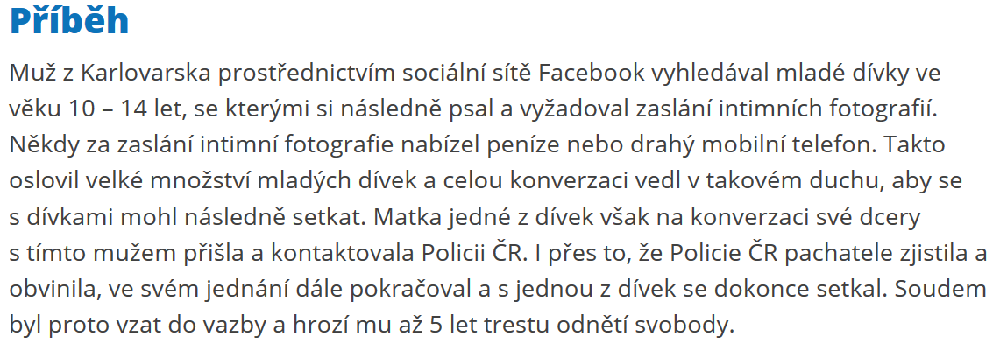 Příběh
Muž z Karlovarska prostřednictvím sociální sítě Facebook vyhledával mladé dívky ve
věku 10 – 14 let, se kterými si následně psal a vyžadoval zaslání intimních fotografií.
Někdy za zaslání intimní fotografie nabízel peníze nebo drahý mobilní telefon. Takto
oslovil velké množství mladých dívek a celou konverzaci vedl v takovém duchu, aby se
s dívkami mohl následně setkat. Matka jedné z dívek však na konverzaci své dcery
s tímto mužem přišla a kontaktovala Policii ČR. I přes to, že Policie ČR pachatele zjistila a
obvinila, ve svém jednání dále pokračoval a s jednou z dívek se dokonce setkal. Soudem
byl proto vzat do vazby a hrozí mu až 5 let trestu odnětí svobody.